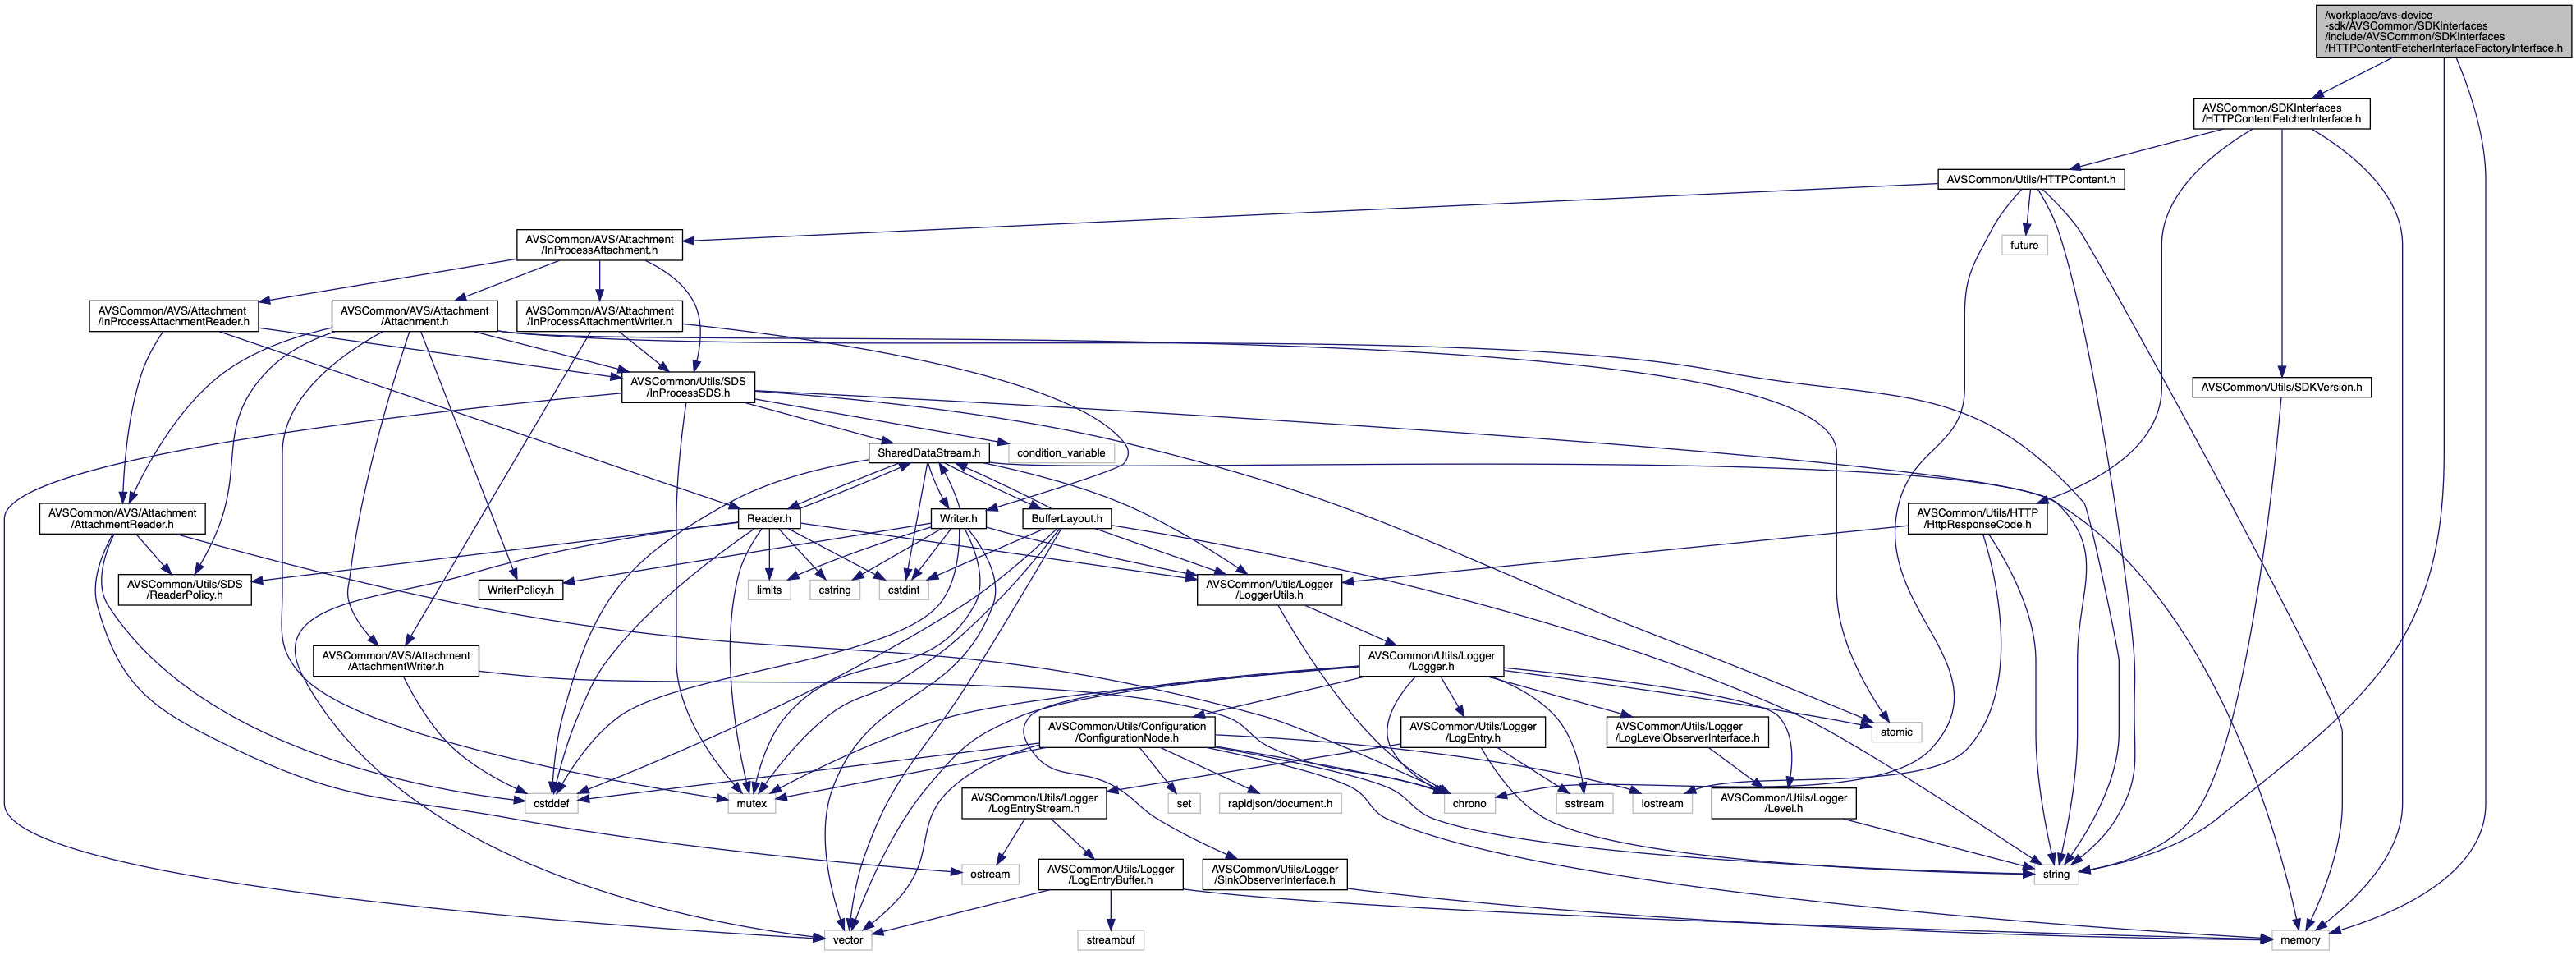 /workplace/avs-device
-sdk/AVSCommon/SDKInterfaces
/include/AVSCommon/SDKInterfaces
/HTTPContentFetcherInterfaceFactoryInterface.h
AVSCommon/SDKInterfaces
/HTTPContentFetcherInterface.h
AVSCommon/Utils/HTTPContent.h
AVSCommon/AVS/Attachment
/InProcessAttachment.h
future
AVSCommon/AVS/Attachment
/InProcessAttachmentReader.h
AVSCommon/AVS/Attachment
/Attachment.h
AVSCommon/AVS/Attachment
/InProcessAttachmentWriter.h
AVSCommon/Utils/SDS
/InProcessSDS.h
AVSCommon/Utils/SDKVersion.h
SharedDataStream.h
condition_variable
AVSCommon/AVS/Attachment
/AttachmentReader.h
Reader.h
Writer.h
BufferLayout.h
AVSCommon/Utils/HTTP
/HttpResponseCode.h
AVSCommon/Utils/SDS
/ReaderPolicy.h
WriterPolicy.h
limits
cstring
cstdint
AVSCommon/Utils/Logger
/LoggerUtils.h
AVSCommon/AVS/Attachment
/AttachmentWriter.h
AVSCommon/Utils/Logger
/Logger.h
AVSCommon/Utils/Configuration
/ConfigurationNode.h
AVSCommon/Utils/Logger
/LogEntry.h
AVSCommon/Utils/Logger
/LogLevelObserverInterface.h
atomic
cstddef
mutex
AVSCommon/Utils/Logger
/LogEntryStream.h
set
rapidjson/document.h
chrono
sstream
iostream
AVSCommon/Utils/Logger
/Level.h
ostream
AVSCommon/Utils/Logger
/LogEntryBuffer.h
AVSCommon/Utils/Logger
/SinkObserverInterface.h
string
vector
streambuf
memory